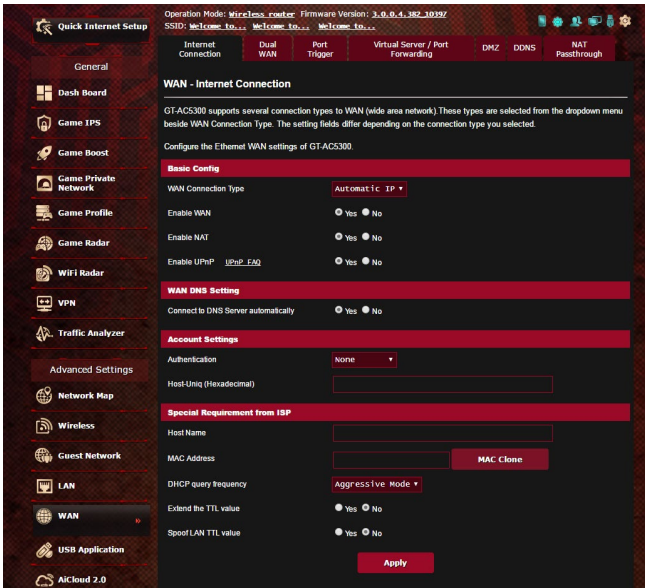 Quick Internet Setup
General
Dash Board
Game IPS
Game Boost
Game Private
Network
Game Profile
Game Radar
WiFi Radar
VPN
Traffic Analyzer
Advanced Settings
Network Map
Wireless
Guest Network
LAN
WAN
USB Application
AiCloud 2.0
Operation Mode: Wireless router Firmware Version: 3.0.0.4.382_10397
SSID: Welcome to... Welcome to... Welcome to...
Internet Connection Dual WAN Port Trigger Virtual Server / Port Forwarding DMZ DDNS NAT Passthrough
WAN - Internet Connection
GT-AC5300 supports several connection types to WAN (wide area network).These types are selected from the dropdown menu
beside WAN Connection Type. The setting fields differ depending on the connection type you selected.
Configure the Ethernet WAN settings of GT-AC5300.
Basic Config
WAN Connection Type Automatic IP
Enable WAN Yes No
Enable NAT Yes No
Enable UPnP UPnP FAQ Yes No
WAN DNS Setting
Connect to DNS Server automatically Yes No
Account Settings
Authentication None
Host-Uniq (Hexadecimal)
Special Requirement from ISP
Host Name
MAC Address MAC Clone
DHCP query frequency Aggressive Mode
Extend the TTL value Yes No
Spoof LAN TTL value Yes No
Apply